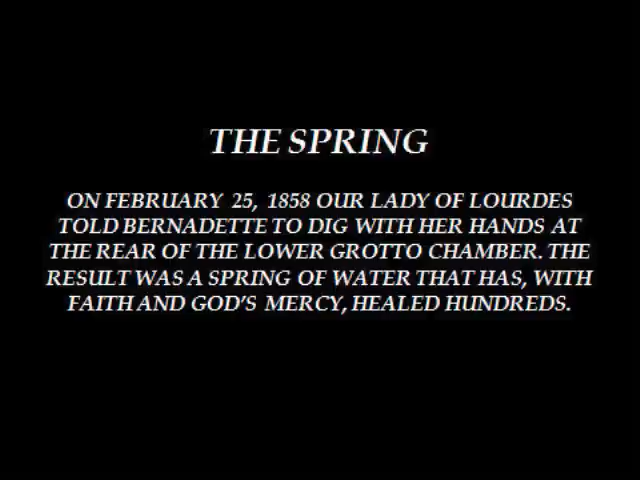 THE SPRING
ON FEBRUARY 25, 1858 OUR LADY OF LOURDES
TOLD BERNADETTE TO DIG WITH HER HANDS AT
THE REAR OF THE LOWER GROTTO CHAMBER. THE
RESULT WAS A SPRING OF WATER THAT HAS, WITH
FAITH AND GOD'S MERCY, HEALED HUNDREDS.